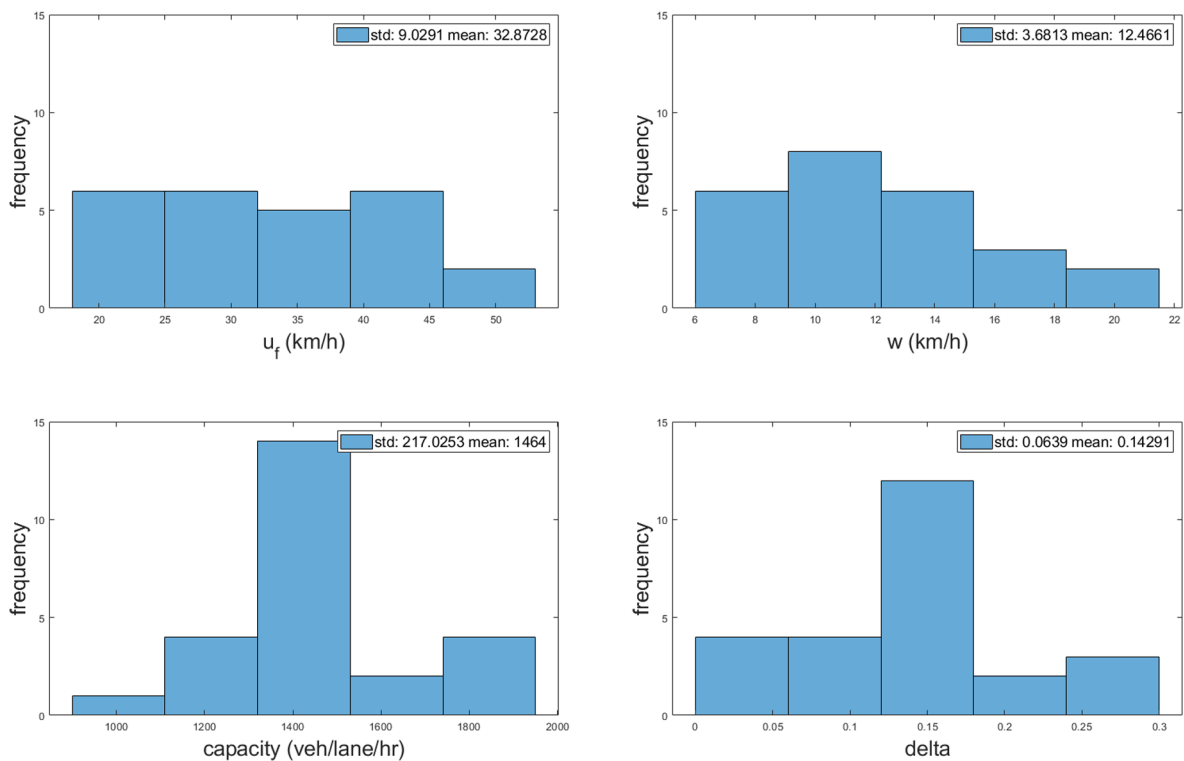 15
10
5
0
frequency
std: 9.0291 mean: 32.8728
20 25 30 35 40 45 50
u_f (km/h)
15
10
5
0
frequency
std: 3.6813 mean: 12.4661
6 8 10 12 14 16 18 20 22
w (km/h)
15
10
5
0
frequency
std: 217.0253 mean: 1464
1000 1200 1400 1600 1800 2000
capacity (veh/lane/hr)
15
10
5
0
frequency
std: 0.0639 mean: 0.14291
0 0.05 0.1 0.15 0.2 0.25 0.3
delta